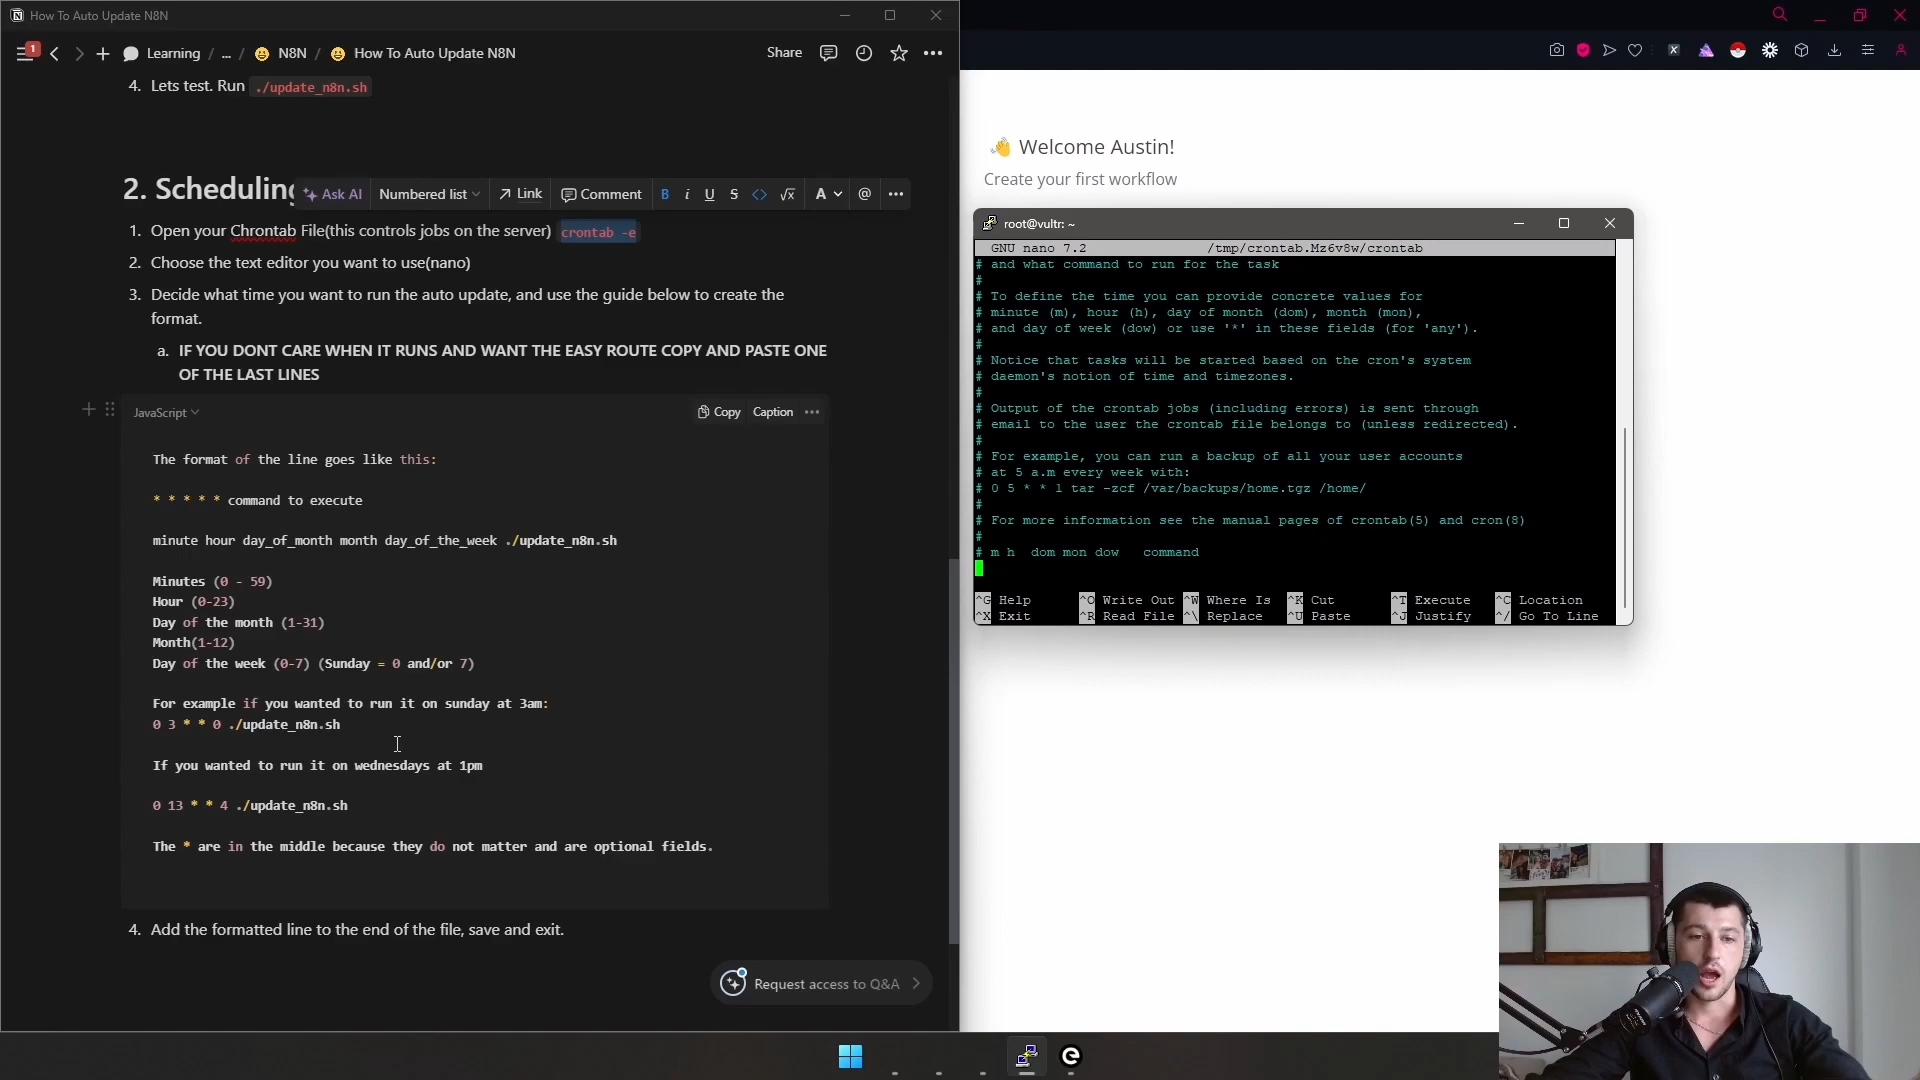 How To Auto Update N8N
1
Learning / ... / N8N / How To Auto Update N8N
Share
4. Lets test. Run ./update_n8n.sh
2. Scheduling
Ask AI
Numbered list
Link
Comment
B i U S <> √x A @
1. Open your Chrontab File(this controls jobs on the server) crontab -e
2. Choose the text editor you want to use(nano)
3. Decide what time you want to run the auto update, and use the guide below to create the
format.
a. IF YOU DONT CARE WHEN IT RUNS AND WANT THE EASY ROUTE COPY AND PASTE ONE
OF THE LAST LINES
JavaScript
Copy
Caption
The format of the line goes like this:
* * * * * command to execute
minute hour day_of_month month day_of_the_week ./update_n8n.sh
Minutes (0 - 59)
Hour (0-23)
Day of the month (1-31)
Month(1-12)
Day of the week (0-7) (Sunday = 0 and/or 7)
For example if you wanted to run it on sunday at 3am:
0 3 * * 0 ./update_n8n.sh
If you wanted to run it on wednesdays at 1pm
0 13 * * 4 ./update_n8n.sh
The * are in the middle because they do not matter and are optional fields.
4. Add the formatted line to the end of the file, save and exit.
Request access to Q&A
Welcome Austin!
Create your first workflow
root@vultr: ~
GNU nano 7.2 /tmp/crontab.Mz6v8w/crontab
# and what command to run for the task
#
# To define the time you can provide concrete values for
# minute (m), hour (h), day of month (dom), month (mon),
# and day of week (dow) or use '*' in these fields (for 'any').
#
# Notice that tasks will be started based on the cron's system
# daemon's notion of time and timezones.
#
# Output of the crontab jobs (including errors) is sent through
# email to the user the crontab file belongs to (unless redirected).
#
# For example, you can run a backup of all your user accounts
# at 5 a.m every week with:
# 0 5 * * 1 tar -zcf /var/backups/home.tgz /home/
#
# For more information see the manual pages of crontab(5) and cron(8)
#
# m h dom mon dow command
^G Help ^O Write Out ^W Where Is ^K Cut ^T Execute ^C Location
^X Exit ^R Read File ^\ Replace ^U Paste ^J Justify ^/ Go To Line